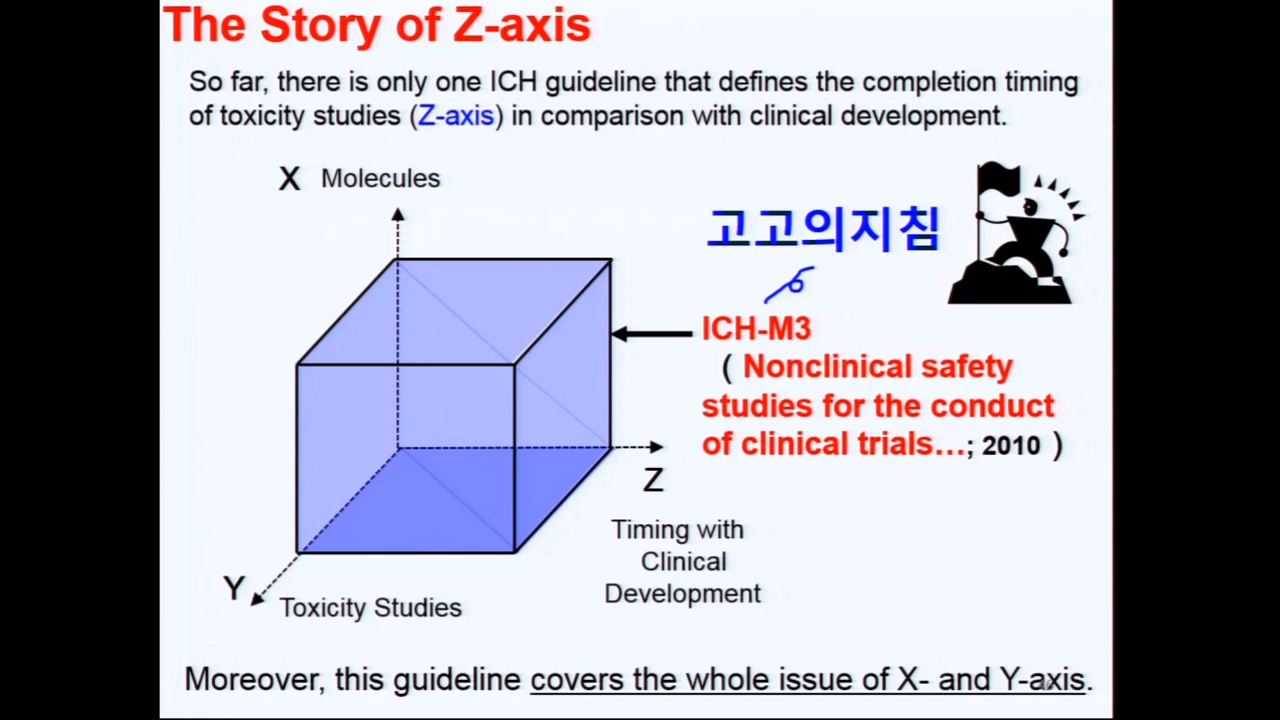 The Story of Z-axis
So far, there is only one ICH guideline that defines the completion timing
of toxicity studies (Z-axis) in comparison with clinical development.
X Molecules
고고의지침
ICH-M3
( Nonclinical safety
studies for the conduct
of clinical trials…; 2010 )
Z
Timing with
Clinical
Development
Y
Toxicity Studies
Moreover, this guideline covers the whole issue of X- and Y-axis.